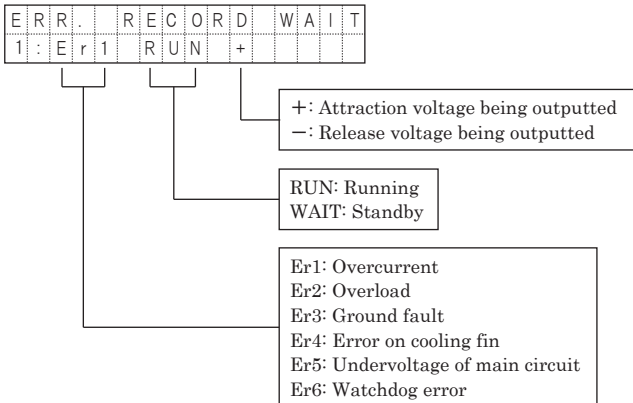 ERR. RECORD WAIT
1:Er1 RUN +
+: Attraction voltage being outputted
−: Release voltage being outputted
RUN: Running
WAIT: Standby
Er1: Overcurrent
Er2: Overload
Er3: Ground fault
Er4: Error on cooling fin
Er5: Undervoltage of main circuit
Er6: Watchdog error